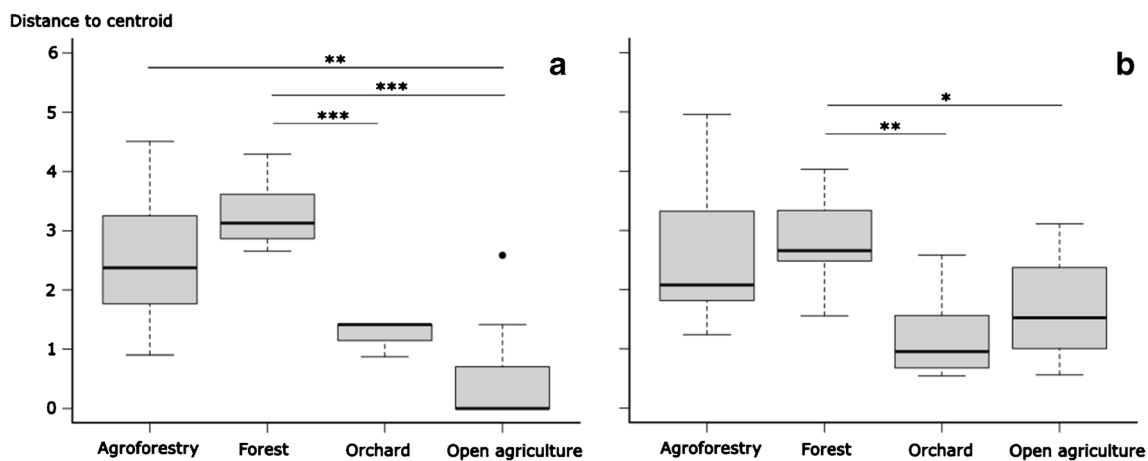 Distance to centroid
6
5
4
3
2
1
0
**
***
***
a
Agroforestry Forest Orchard Open agriculture
*
**
b
Agroforestry Forest Orchard Open agriculture